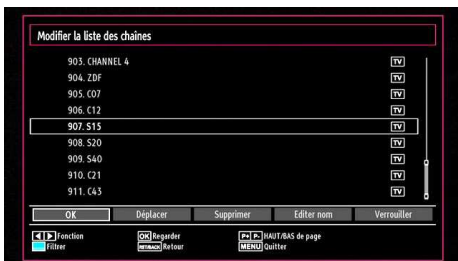 Modifier la liste des chaînes
903. CHANNEL 4 TV
904. ZDF TV
905. C07 TV
906. C12 TV
907. S15 TV
908. S20 TV
909. S40 TV
910. C21 TV
911. C43 TV
OK Déplacer Supprimer Editer nom Verrouiller
Fonction OK Regarder P+ P- HAUT/BAS de page
Filtrer RET/BACK Retour MENU Quitter